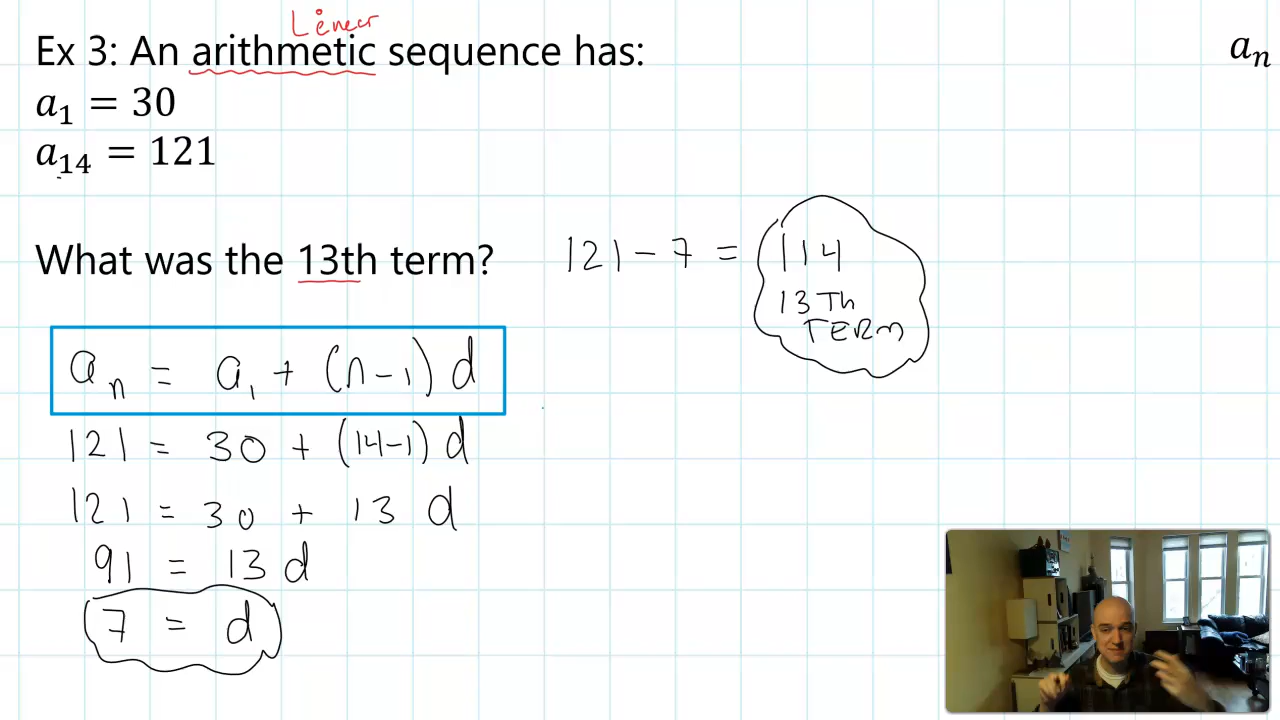 Linear
Ex 3: An arithmetic sequence has:
aₙ
a₁ = 30
a₁₄ = 121
What was the 13th term?
121 - 7 = 114
13Th
TERM
aₙ = a₁ + (n-1) d
121 = 30 + (14-1) d
121 = 30 + 13 d
91 = 13 d
7 = d